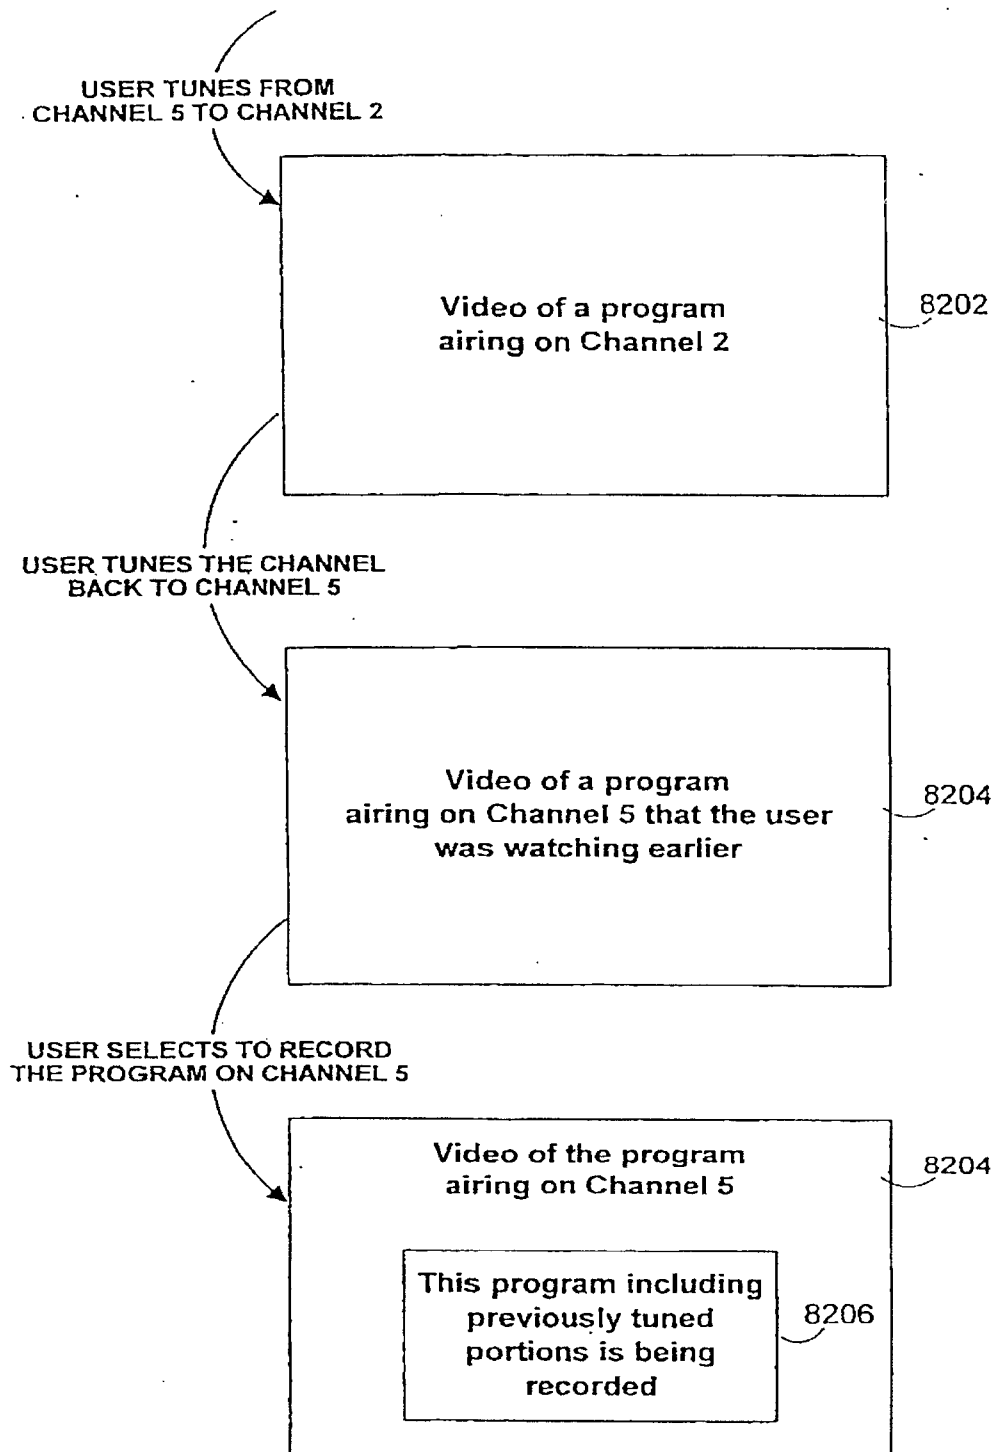 USER TUNES FROM
CHANNEL 5 TO CHANNEL 2
Video of a program
airing on Channel 2
8202
USER TUNES THE CHANNEL
BACK TO CHANNEL 5
Video of a program
airing on Channel 5 that the user
was watching earlier
8204
USER SELECTS TO RECORD
THE PROGRAM ON CHANNEL 5
Video of the program
airing on Channel 5
8204
This program including
previously tuned
portions is being
recorded
8206